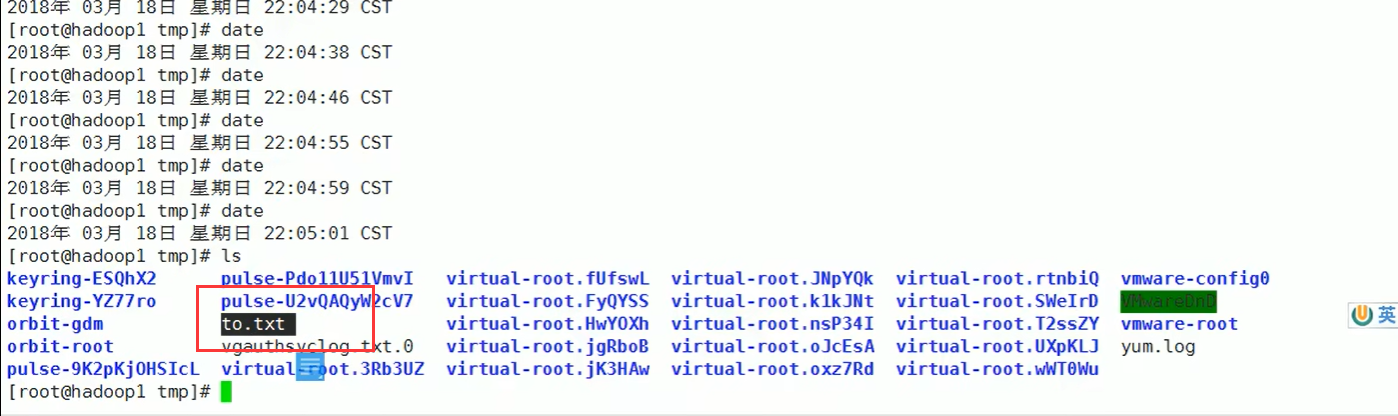 2018年 03月 18日 星期日 22:04:29 CST
[root@hadoop1 tmp]# date
2018年 03月 18日 星期日 22:04:38 CST
[root@hadoop1 tmp]# date
2018年 03月 18日 星期日 22:04:46 CST
[root@hadoop1 tmp]# date
2018年 03月 18日 星期日 22:04:55 CST
[root@hadoop1 tmp]# date
2018年 03月 18日 星期日 22:04:59 CST
[root@hadoop1 tmp]# date
2018年 03月 18日 星期日 22:05:01 CST
[root@hadoop1 tmp]# ls
keyring-ESQhX2 pulse-Pdo11U51VmvI virtual-root.fUfswL virtual-root.JNpYQk virtual-root.rtnbiQ vmware-config0
keyring-YZ77ro pulse-U2vQAQyW2cV7 virtual-root.FyQYSS virtual-root.k1kJNt virtual-root.SWeIrD VMwareDnD
orbit-gdm to.txt virtual-root.HwYOXh virtual-root.nsP34I virtual-root.T2ssZY vmware-root
orbit-root vgauthsvclog.txt.0 virtual-root.jgRboB virtual-root.oJcEsA virtual-root.UXpKLJ yum.log
pulse-9K2pKjOHSIcL virtual-root.3Rb3UZ virtual-root.jK3HAw virtual-root.oxz7Rd virtual-root.wWT0Wu
[root@hadoop1 tmp]#
英